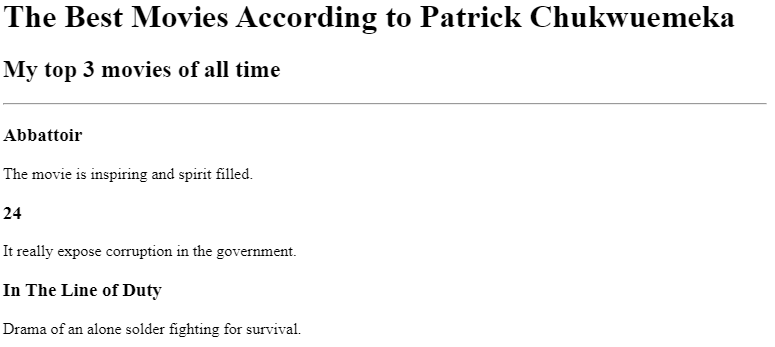 The Best Movies According to Patrick Chukwuemeka
My top 3 movies of all time
Abbattoir
The movie is inspiring and spirit filled.
24
It really expose corruption in the government.
In The Line of Duty
Drama of an alone solder fighting for survival.